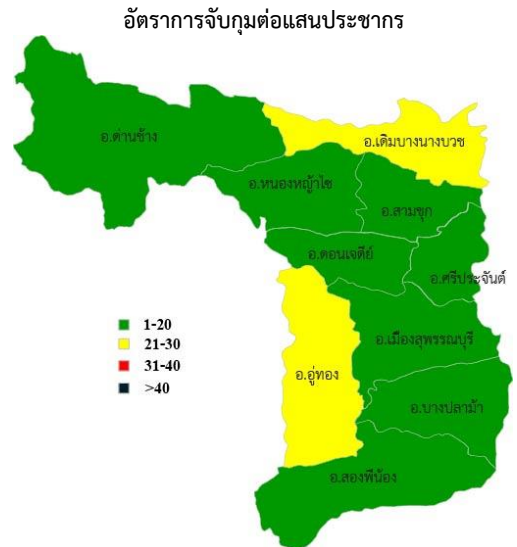 อัตราการจับกุมต่อแสนประชากร
อ.ด่านช้าง
อ.เดิมบางนางบวช
อ.หนองหญ้าไซ
อ.สามชุก
อ.ดอนเจดีย์
อ.ศรีประจันต์
1-20
21-30
31-40
>40
อ.เมืองสุพรรณบุรี
อ.อู่ทอง
อ.บางปลาม้า
อ.สองพี่น้อง